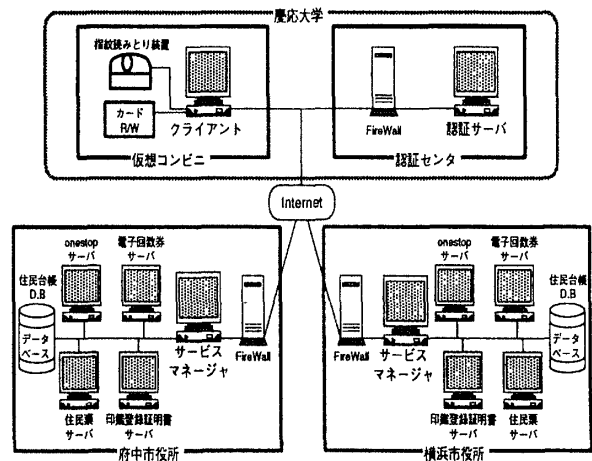 慶応大学
指紋読みとり装置
カード
R/W
クライアント
仮想コンビニ
FireWall
認証サーバ
認証センタ
Internet
onestop
サーバ
電子回数券
サーバ
住民台帳
D.B
データ
ベース
サービス
マネージャ
FireWall
住民票
サーバ
印鑑登録証明書
サーバ
府中市役所
onestop
サーバ
電子回数券
サーバ
住民台帳
D.B
データ
ベース
FireWall
サービス
マネージャ
印鑑登録証明書
サーバ
住民票
サーバ
横浜市役所